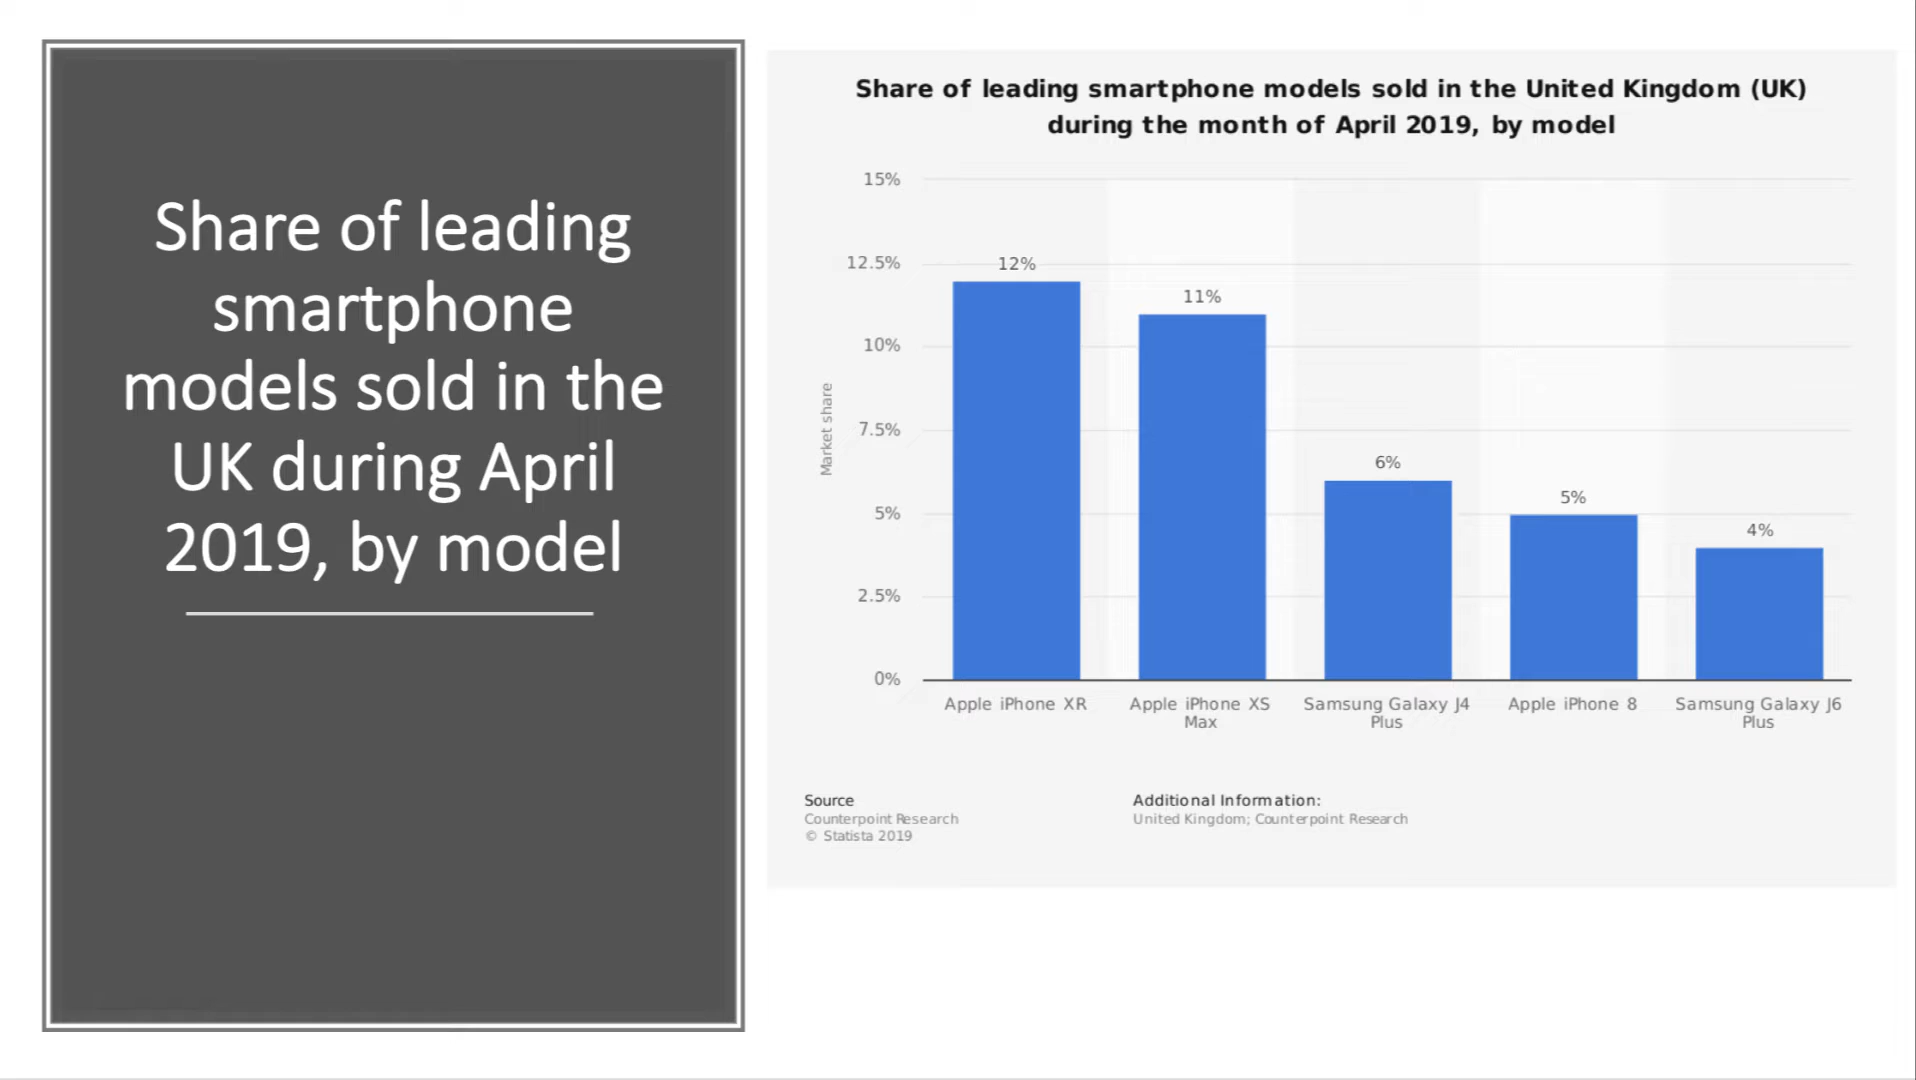 Share of leading
smartphone
models sold in the
UK during April
2019, by model
Share of leading smartphone models sold in the United Kingdom (UK)
during the month of April 2019, by model
Market share
15%
12.5%
10%
7.5%
5%
2.5%
0%
12%
11%
6%
5%
4%
Apple iPhone XR
Apple iPhone XS
Max
Samsung Galaxy J4
Plus
Apple iPhone 8
Samsung Galaxy J6
Plus
Source
Counterpoint Research
© Statista 2019
Additional Information:
United Kingdom; Counterpoint Research